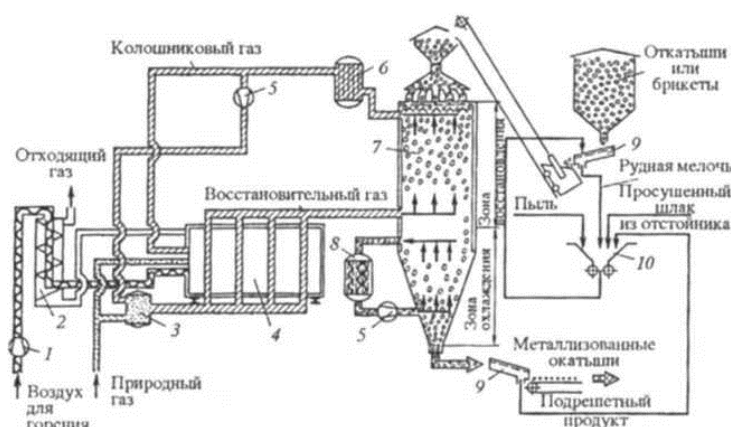 Колошниковый газ
5
6
Откатыши
или
брикеты
9
7
Отходящий
газ
Восстановительный газ
Зона
восстановления
Рудная мелочь
Просушенный
шлак
из отстойника
Пыль
8
10
2
3
4
5
Зона
охлаждения
1
Металлизованные
окатыши
9
Воздух
для
горения
Природный
газ
Подрешетный
продукт